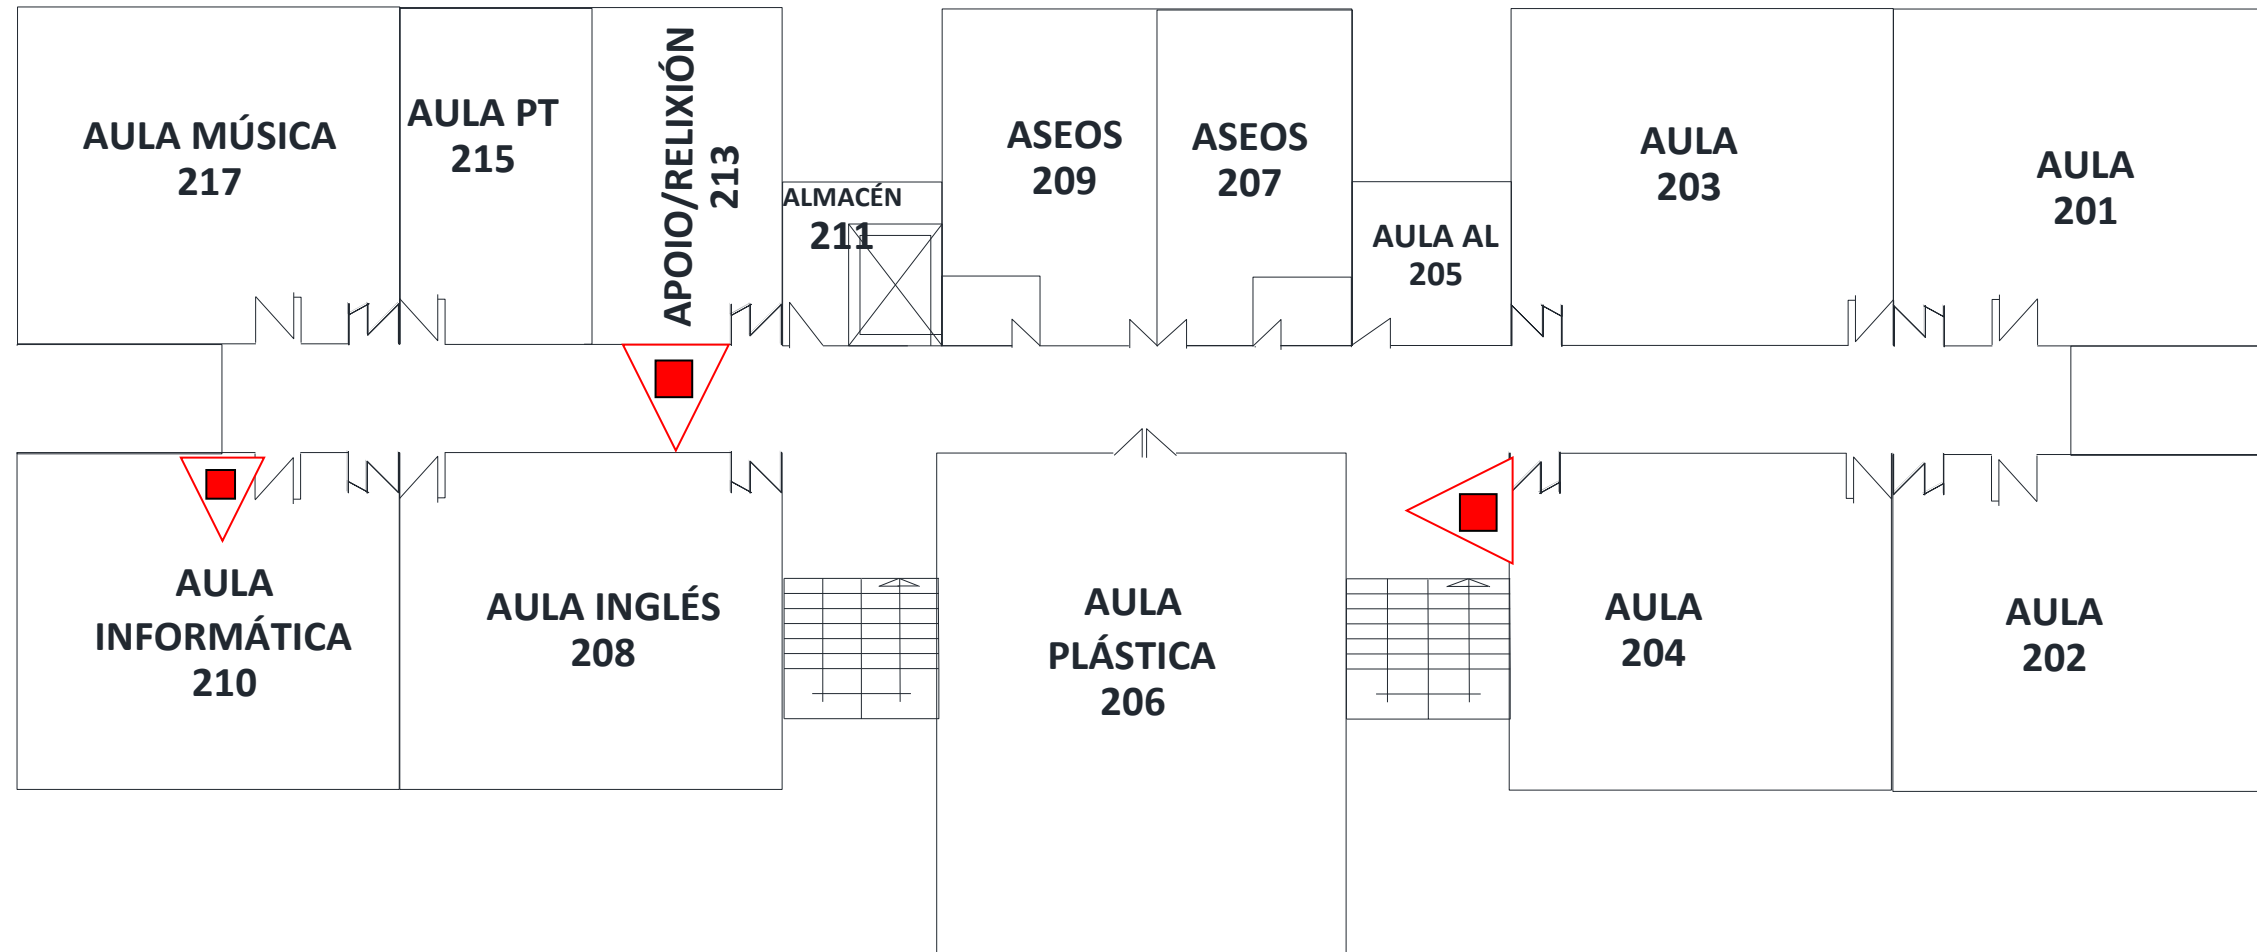 AULA MÚSICA
217
AULA PT
215
APOIO/RELIXIÓN
213
ALMACÉN
211
ASEOS
209
ASEOS
207
AULA AL
205
AULA
203
AULA
201
AULA
INFORMÁTICA
210
AULA INGLÉS
208
AULA
PLÁSTICA
206
AULA
204
AULA
202